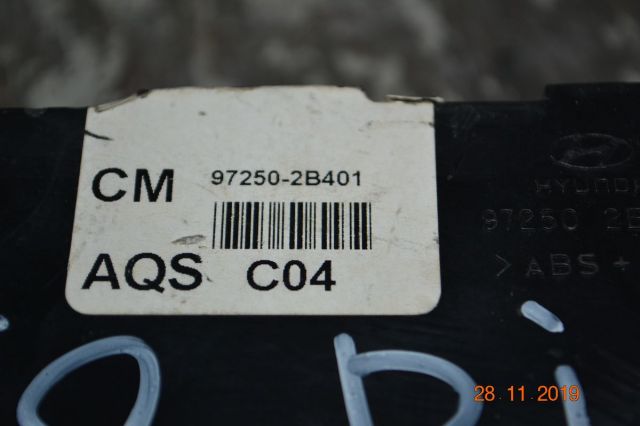 CM 97250-2B401
AQS C04
HYUNDAI
97250 2B
>ABS+
28 11 2019